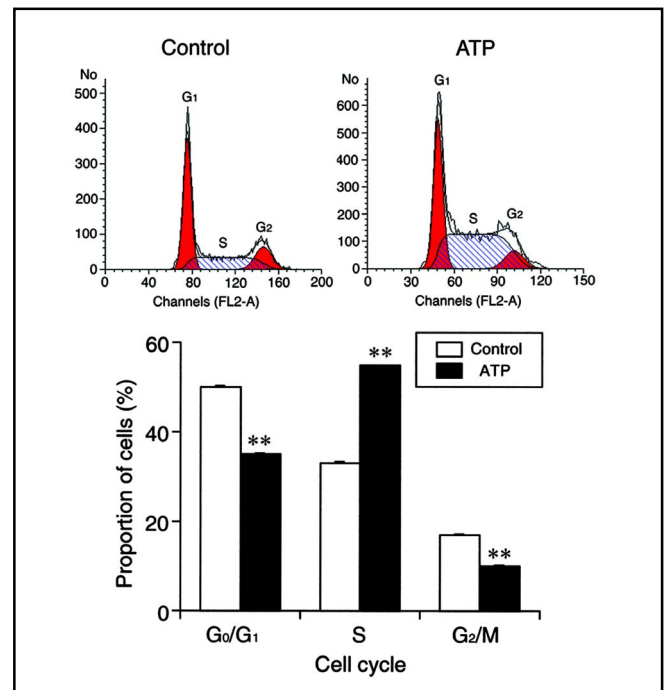 Control
No
500
400
300
200
100
0
G1
S
G2
0 40 80 120 160 200
Channels (FL2-A)
ATP
No
600
500
400
300
200
100
0
G1
S
G2
0 30 60 90 120 150
Channels (FL2-A)
Proportion of cells (%)
60
40
20
0
**
**
**
Control
ATP
G0/G1 S G2/M
Cell cycle